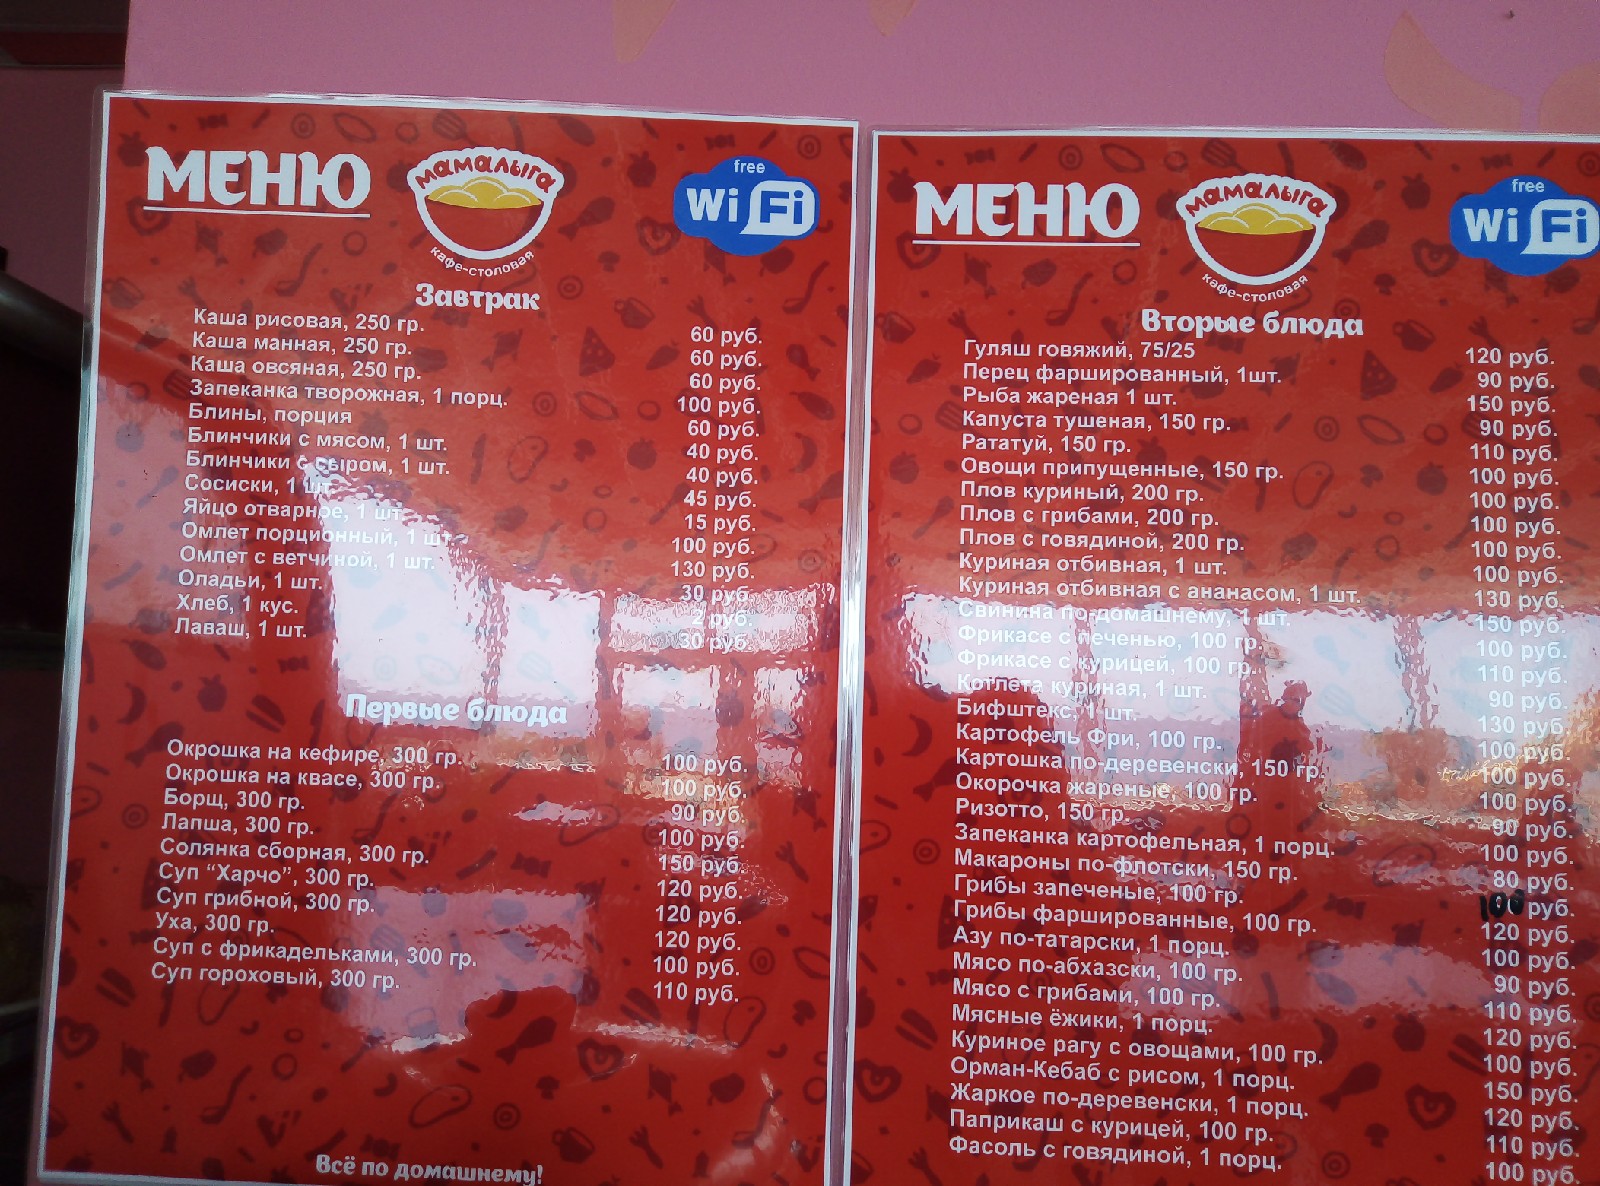 МЕНЮ
мамалыга
кафе-столовая
free
Wi Fi
Завтрак
Каша рисовая, 250 гр. 60 руб.
Каша манная, 250 гр. 60 руб.
Каша овсяная, 250 гр. 60 руб.
Запеканка творожная, 1 порц. 100 руб.
Блины, порция 60 руб.
Блинчики с мясом, 1 шт. 40 руб.
Блинчики с сыром, 1 шт. 40 руб.
Сосиски, 1 шт. 45 руб.
Яйцо отварное, 1 шт. 15 руб.
Омлет порционный, 1 шт. 100 руб.
Омлет с ветчиной, 1 шт. 130 руб.
Оладьи, 1 шт. 30 руб.
Хлеб, 1 кус. 2 руб.
Лаваш, 1 шт. 30 руб.
Первые блюда
Окрошка на кефире, 300 гр. 100 руб.
Окрошка на квасе, 300 гр. 100 руб.
Борщ, 300 гр. 90 руб.
Лапша, 300 гр. 100 руб.
Солянка сборная, 300 гр. 150 руб.
Суп “Харчо”, 300 гр. 120 руб.
Суп грибной, 300 гр. 120 руб.
Уха, 300 гр. 120 руб.
Суп с фрикадельками, 300 гр. 100 руб.
Суп гороховый, 300 гр. 110 руб.
Всё по домашнему!
МЕНЮ
мамалыга
кафе-столовая
free
Wi Fi
Вторые блюда
Гуляш говяжий, 75/25 120 руб.
Перец фаршированный, 1шт. 90 руб.
Рыба жареная 1 шт. 150 руб.
Капуста тушеная, 150 гр. 90 руб.
Рататуй, 150 гр. 110 руб.
Овощи припущенные, 150 гр. 100 руб.
Плов куриный, 200 гр. 100 руб.
Плов с грибами, 200 гр. 100 руб.
Плов с говядиной, 200 гр. 100 руб.
Куриная отбивная, 1 шт. 100 руб.
Куриная отбивная с ананасом, 1 шт. 130 руб.
Свинина по-домашнему, 1 шт. 150 руб.
Фрикасе с печенью, 100 гр. 100 руб.
Фрикасе с курицей, 100 гр. 110 руб.
Котлета куриная, 1 шт. 90 руб.
Бифштекс, 1 шт. 130 руб.
Картофель Фри, 100 гр. 100 руб.
Картошка по-деревенски, 150 гр. 100 руб.
Окорочка жареные, 100 гр. 100 руб.
Ризотто, 150 гр. 90 руб.
Запеканка картофельная, 1 порц. 100 руб.
Макароны по-флотски, 150 гр. 80 руб.
Грибы запеченые, 100 гр. 100 руб.
Грибы фаршированные, 100 гр. 120 руб.
Азу по-татарски, 1 порц. 100 руб.
Мясо по-абхазски, 100 гр. 90 руб.
Мясо с грибами, 100 гр. 110 руб.
Мясные ёжики, 1 порц. 120 руб.
Куриное рагу с овощами, 100 гр. 100 руб.
Орман-Кебаб с рисом, 1 порц. 150 руб.
Жаркое по-деревенски, 1 порц. 120 руб.
Паприкаш с курицей, 100 гр. 110 руб.
Фасоль с говядиной, 1 порц. 100 руб.